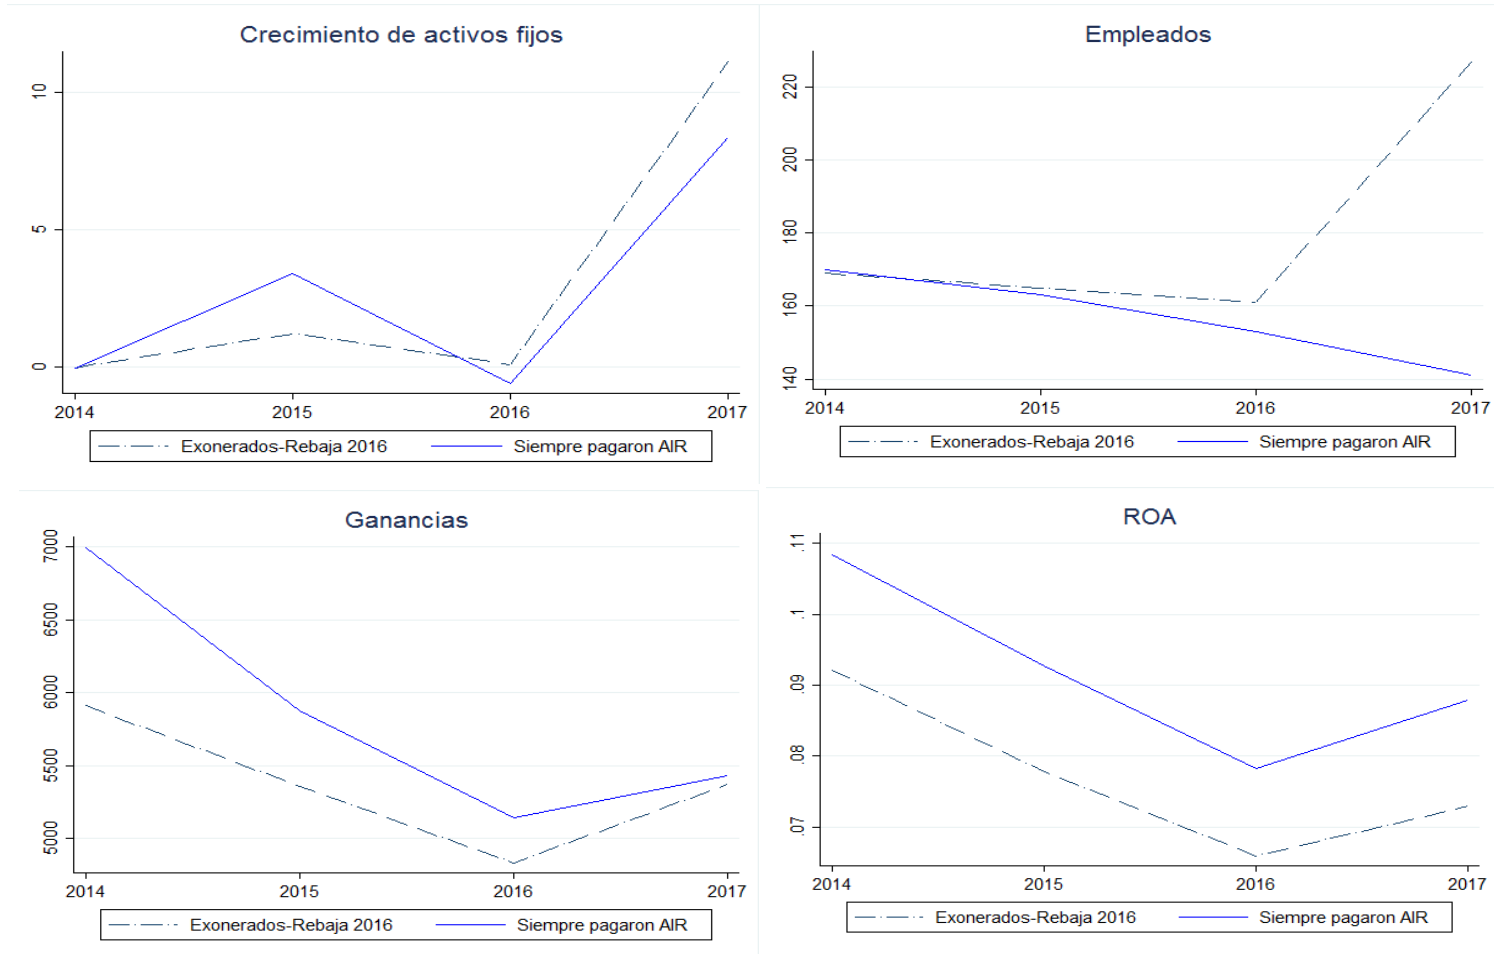 Crecimiento de activos fijos
10
5
0
2014 2015 2016 2017
Exonerados-Rebaja 2016 Siempre pagaron AIR
Empleados
220
200
180
160
140
2014 2015 2016 2017
Exonerados-Rebaja 2016 Siempre pagaron AIR
Ganancias
7000
6500
6000
5500
5000
2014 2015 2016 2017
Exonerados-Rebaja 2016 Siempre pagaron AIR
ROA
.11
.1
.09
.08
.07
2014 2015 2016 2017
Exonerados-Rebaja 2016 Siempre pagaron AIR